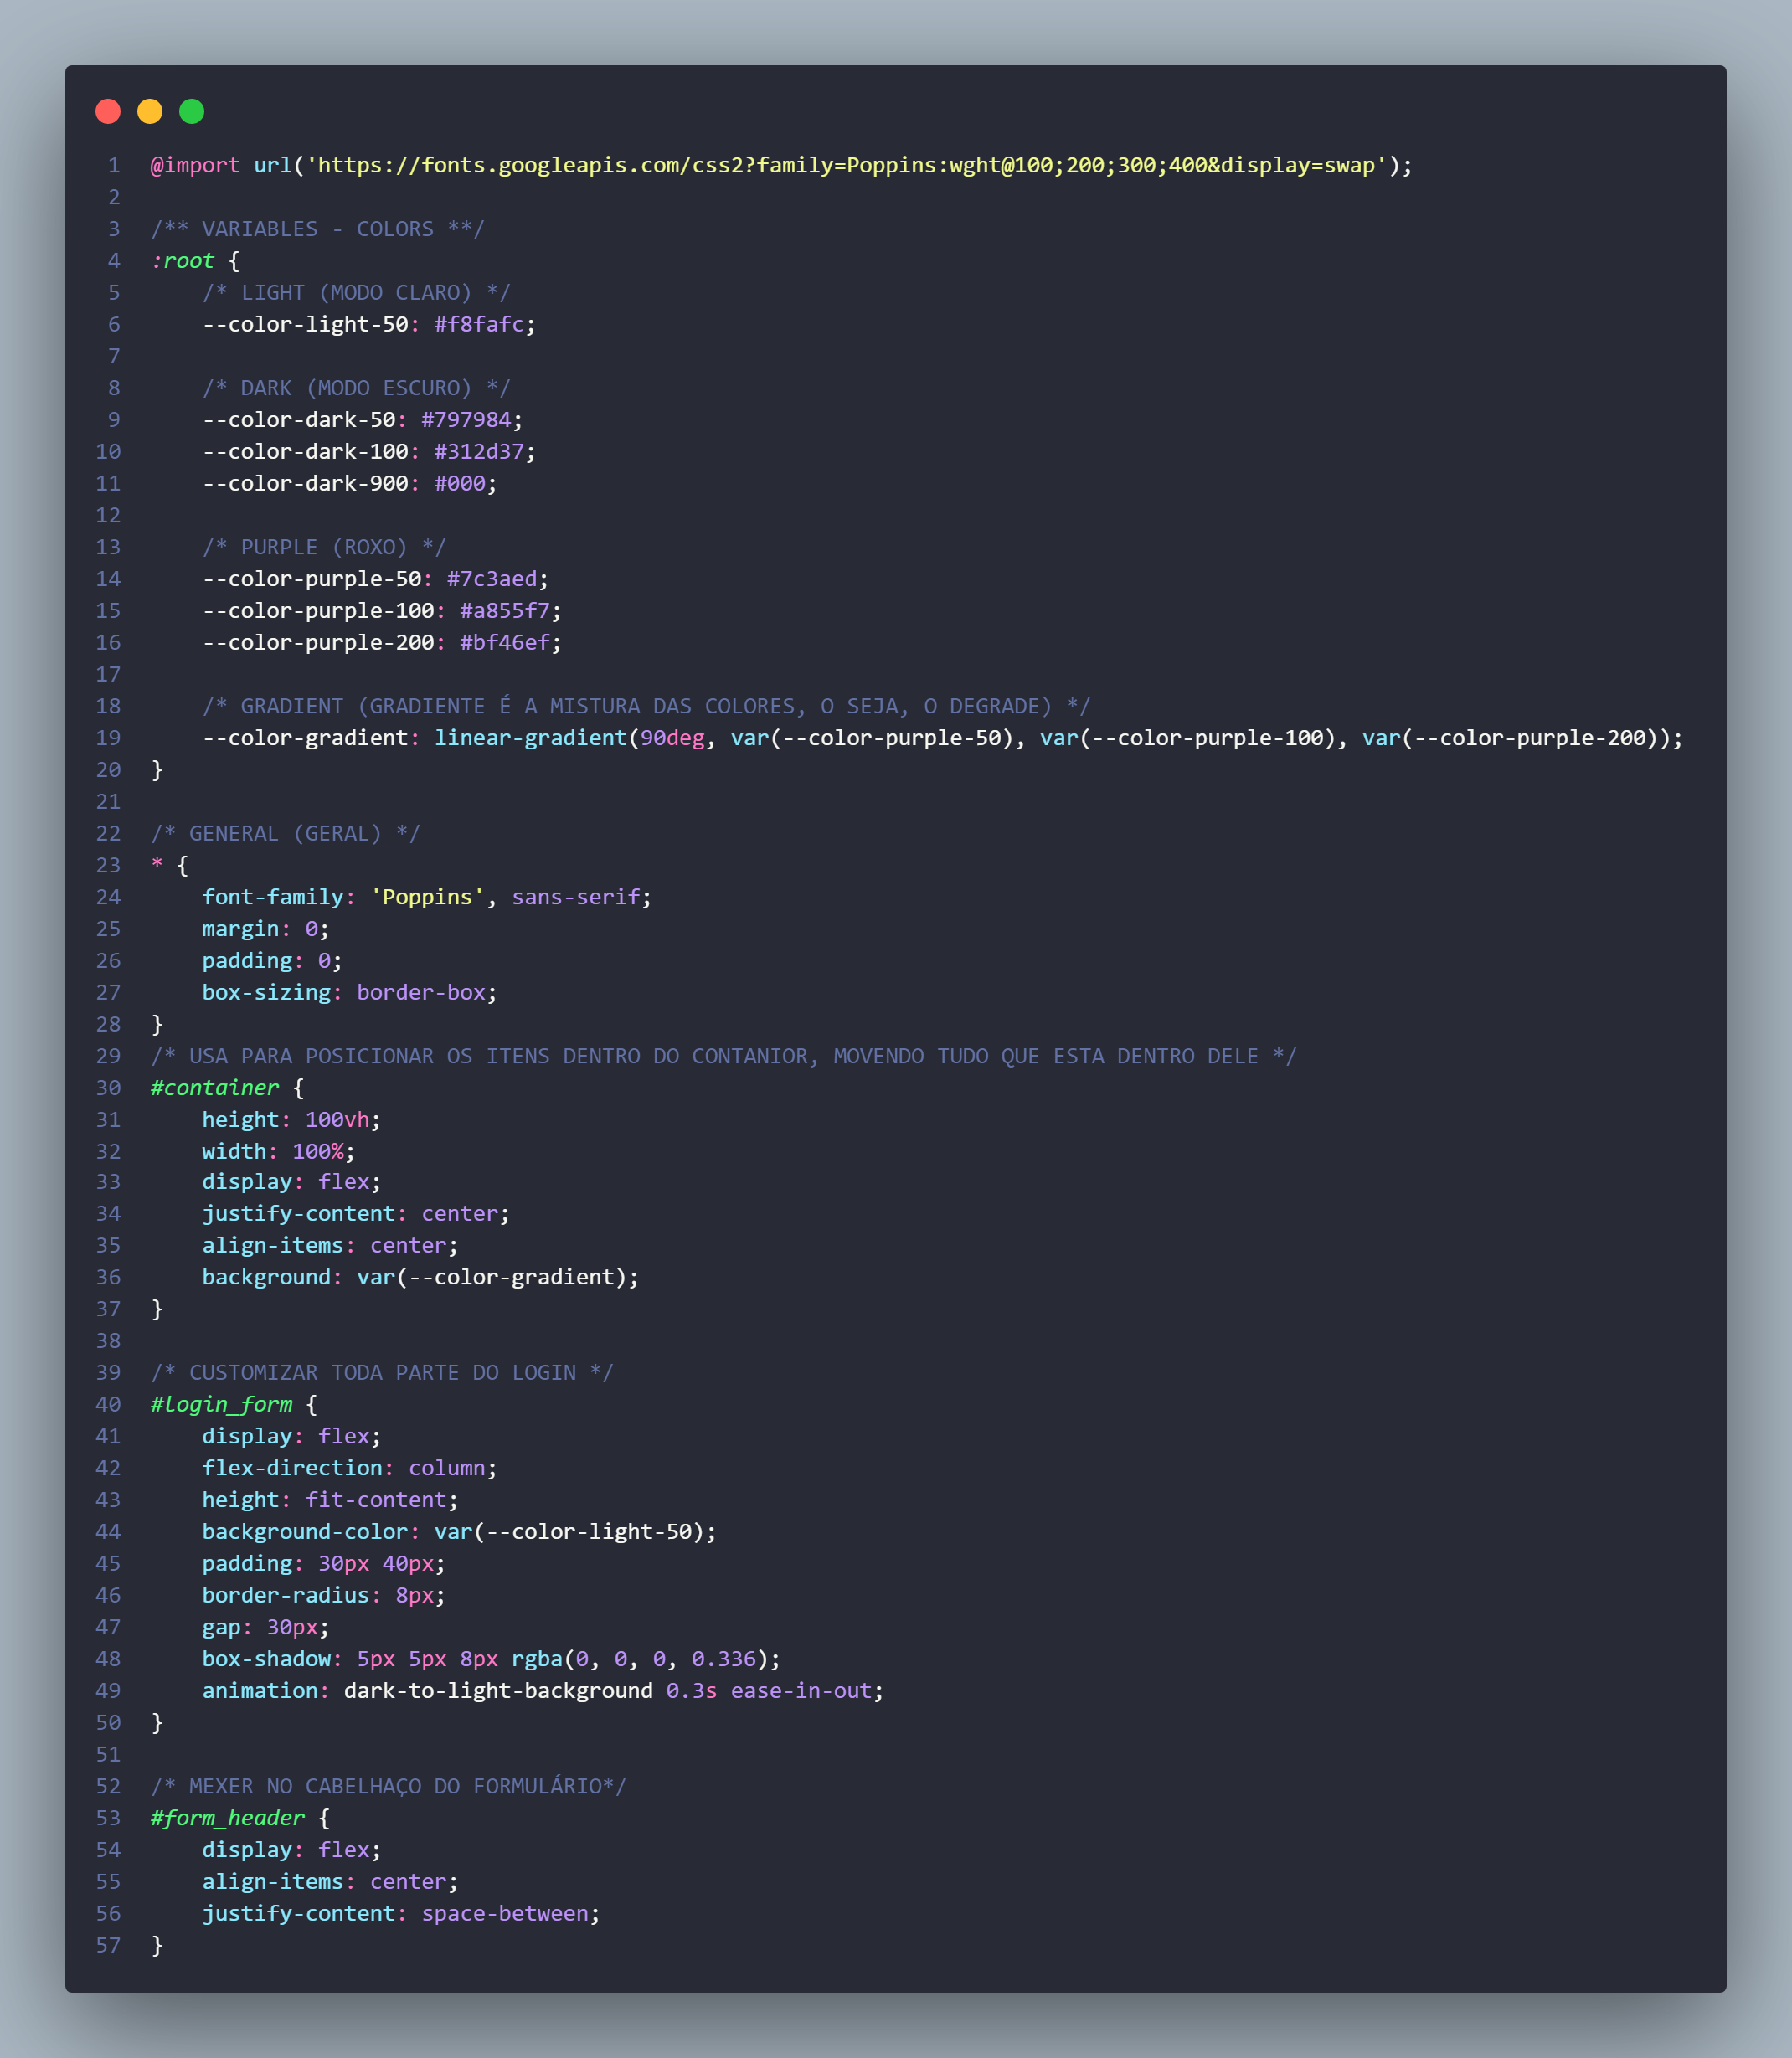 1 @import url('https://fonts.googleapis.com/css2?family=Poppins:wght@100;200;300;400&display=swap');
2
3 /** VARIABLES - COLORS **/
4 :root {
5     /* LIGHT (MODO CLARO) */
6     --color-light-50: #f8fafc;
7
8     /* DARK (MODO ESCURO) */
9     --color-dark-50: #797984;
10     --color-dark-100: #312d37;
11     --color-dark-900: #000;
12
13     /* PURPLE (ROXO) */
14     --color-purple-50: #7c3aed;
15     --color-purple-100: #a855f7;
16     --color-purple-200: #bf46ef;
17
18     /* GRADIENT (GRADIENTE É A MISTURA DAS COLORES, O SEJA, O DEGRADE) */
19     --color-gradient: linear-gradient(90deg, var(--color-purple-50), var(--color-purple-100), var(--color-purple-200));
20 }
21
22 /* GENERAL (GERAL) */
23 * {
24     font-family: 'Poppins', sans-serif;
25     margin: 0;
26     padding: 0;
27     box-sizing: border-box;
28 }
29 /* USA PARA POSICIONAR OS ITENS DENTRO DO CONTANIOR, MOVENDO TUDO QUE ESTA DENTRO DELE */
30 #container {
31     height: 100vh;
32     width: 100%;
33     display: flex;
34     justify-content: center;
35     align-items: center;
36     background: var(--color-gradient);
37 }
38
39 /* CUSTOMIZAR TODA PARTE DO LOGIN */
40 #login_form {
41     display: flex;
42     flex-direction: column;
43     height: fit-content;
44     background-color: var(--color-light-50);
45     padding: 30px 40px;
46     border-radius: 8px;
47     gap: 30px;
48     box-shadow: 5px 5px 8px rgba(0, 0, 0, 0.336);
49     animation: dark-to-light-background 0.3s ease-in-out;
50 }
51
52 /* MEXER NO CABELHAÇO DO FORMULÁRIO*/
53 #form_header {
54     display: flex;
55     align-items: center;
56     justify-content: space-between;
57 }